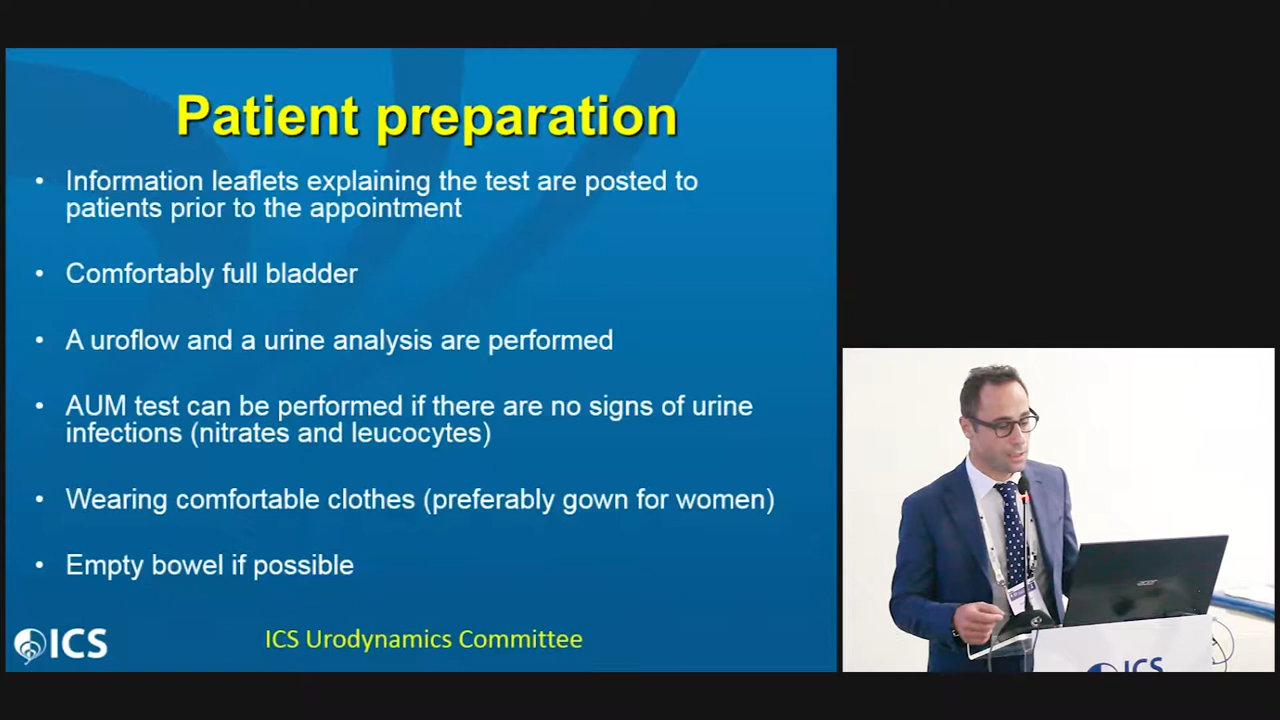 Patient preparation
• Information leaflets explaining the test are posted to
patients prior to the appointment
• Comfortably full bladder
• A uroflow and a urine analysis are performed
• AUM test can be performed if there are no signs of urine
infections (nitrates and leucocytes)
• Wearing comfortable clothes (preferably gown for women)
• Empty bowel if possible
ICS
ICS Urodynamics Committee
acer
ICS